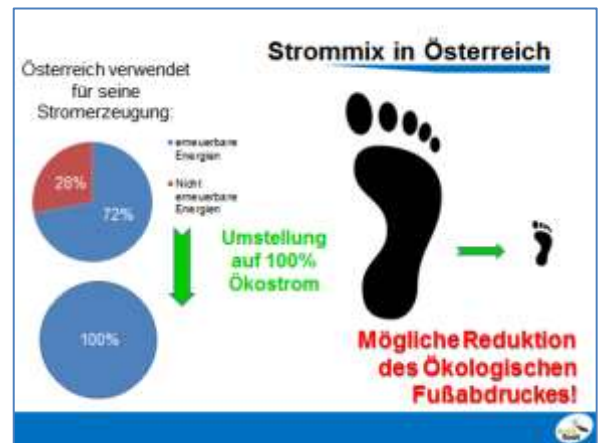 Strommix in Österreich
Österreich verwendet
für seine
Stromerzeugung:
erneuerbare
Energien
Nicht
erneuerbare
Energien
28%
72%
Umstellung
auf 100%
Ökostrom
100%
Mögliche Reduktion
des Ökologischen
Fußabdruckes!